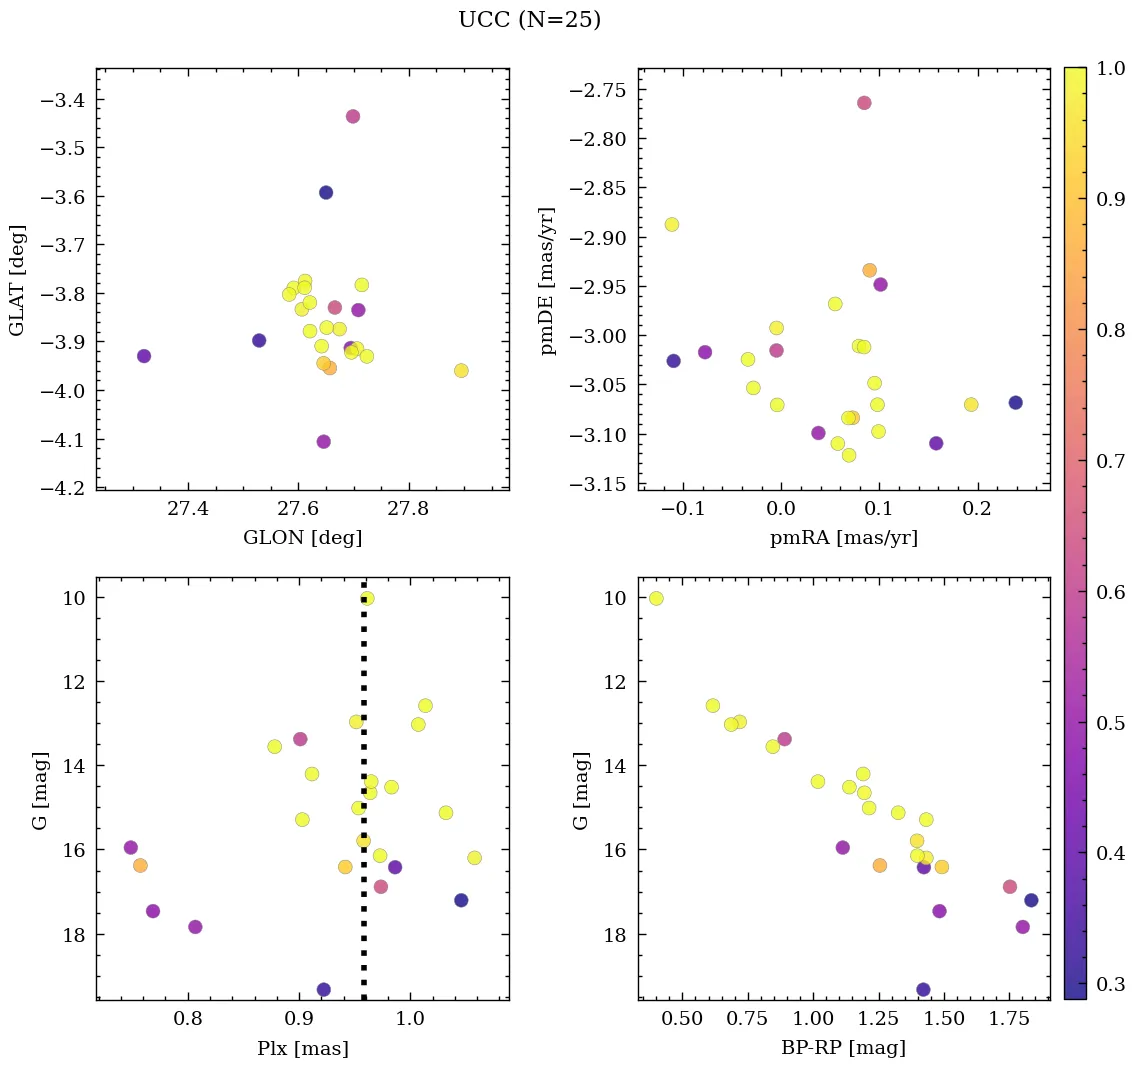 UCC (N=25)
−3.4
−3.5
−3.6
−3.7
−3.8
−3.9
−4.0
−4.1
−4.2
GLAT [deg]
27.4 27.6 27.8
GLON [deg]
−2.75
−2.80
−2.85
−2.90
−2.95
−3.00
−3.05
−3.10
−3.15
pmDE [mas/yr]
−0.1 0.0 0.1 0.2
pmRA [mas/yr]
10
12
14
16
18
G [mag]
0.8 0.9 1.0
Plx [mas]
10
12
14
16
18
G [mag]
0.50 0.75 1.00 1.25 1.50 1.75
BP-RP [mag]
1.0
0.9
0.8
0.7
0.6
0.5
0.4
0.3